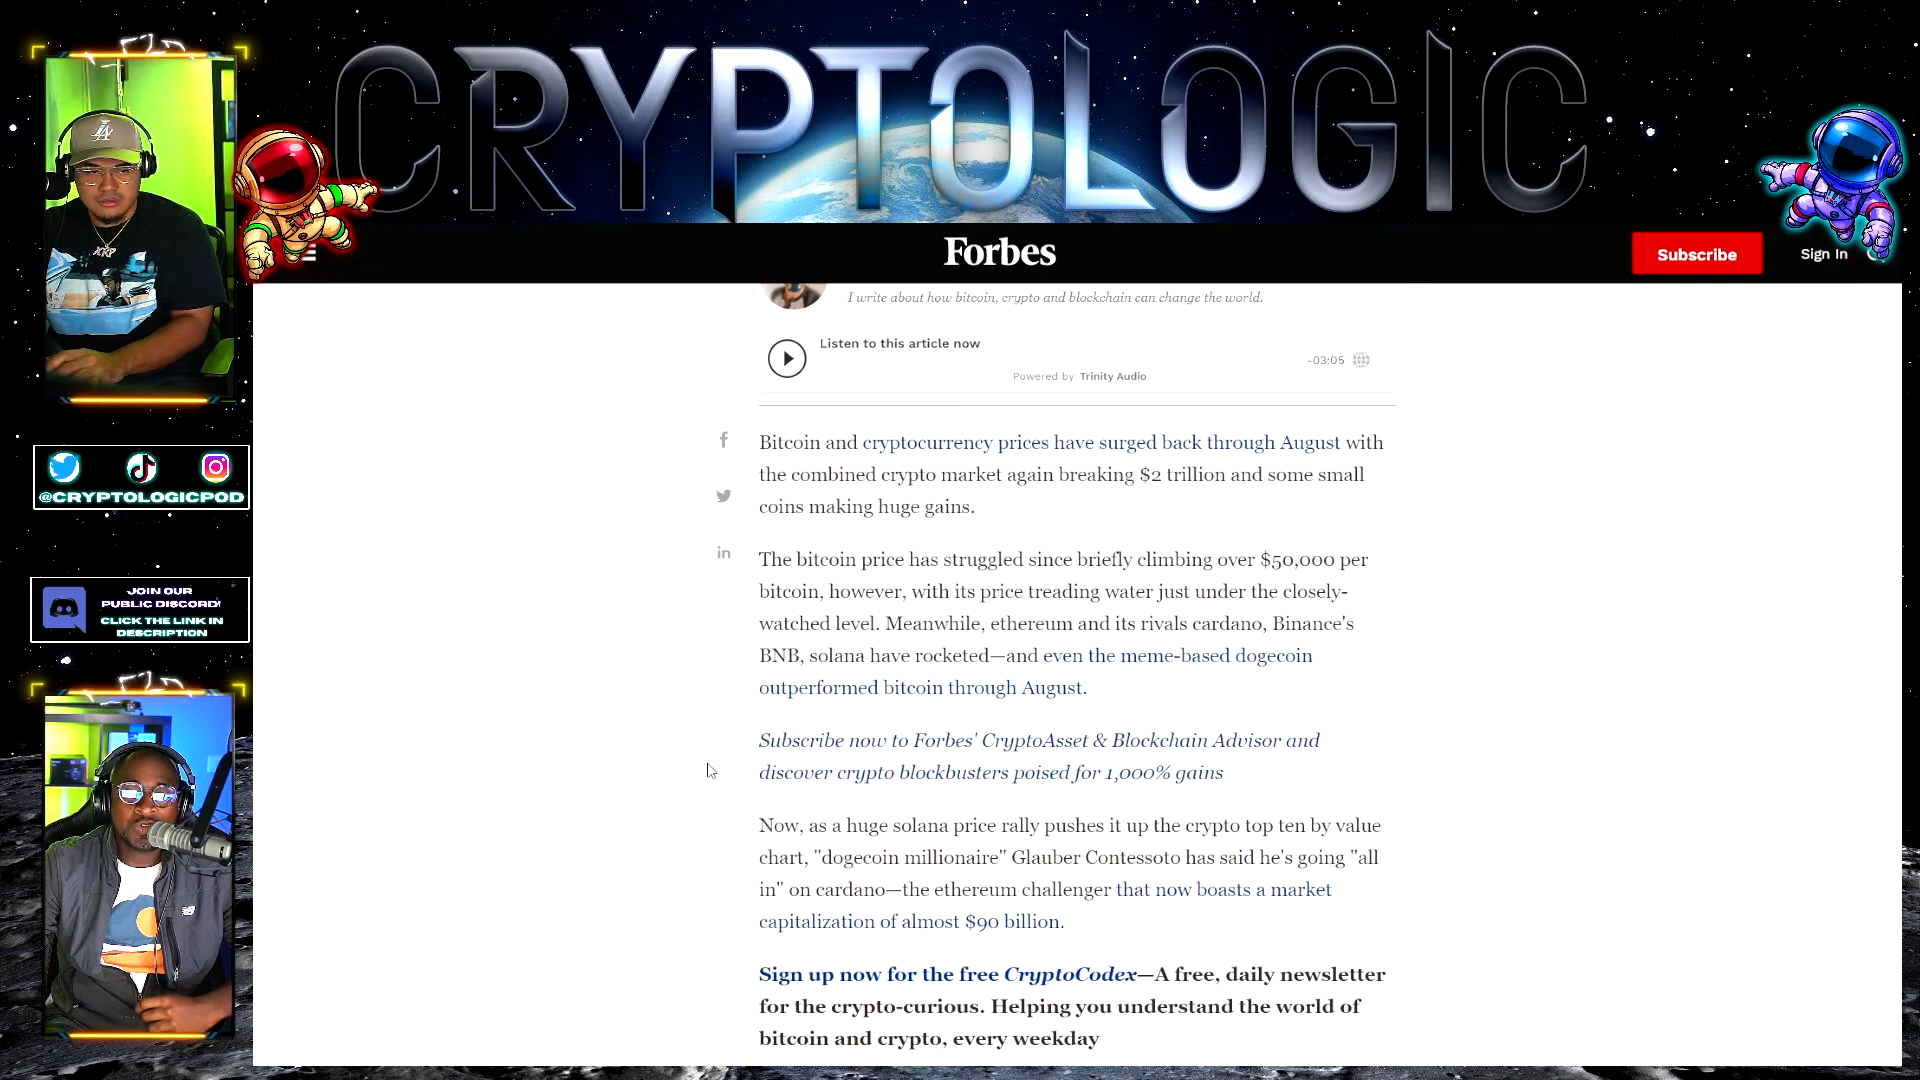 CRYPTOLOGIC
Forbes
Subscribe
Sign In
I write about how bitcoin, crypto and blockchain can change the world.
Listen to this article now
-03:05
Powered by Trinity Audio
Bitcoin and cryptocurrency prices have surged back through August with
the combined crypto market again breaking $2 trillion and some small
coins making huge gains.
The bitcoin price has struggled since briefly climbing over $50,000 per
bitcoin, however, with its price treading water just under the closely-
watched level. Meanwhile, ethereum and its rivals cardano, Binance's
BNB, solana have rocketed—and even the meme-based dogecoin
outperformed bitcoin through August.
Subscribe now to Forbes' CryptoAsset & Blockchain Advisor and
discover crypto blockbusters poised for 1,000% gains
Now, as a huge solana price rally pushes it up the crypto top ten by value
chart, "dogecoin millionaire" Glauber Contessoto has said he's going "all
in" on cardano—the ethereum challenger that now boasts a market
capitalization of almost $90 billion.
Sign up now for the free CryptoCodex—A free, daily newsletter
for the crypto-curious. Helping you understand the world of
bitcoin and crypto, every weekday
f
in
LA
XRP
@CRYPTOLOGICPOD
JOIN OUR
PUBLIC DISCORD!
CLICK THE LINK IN
DESCRIPTION